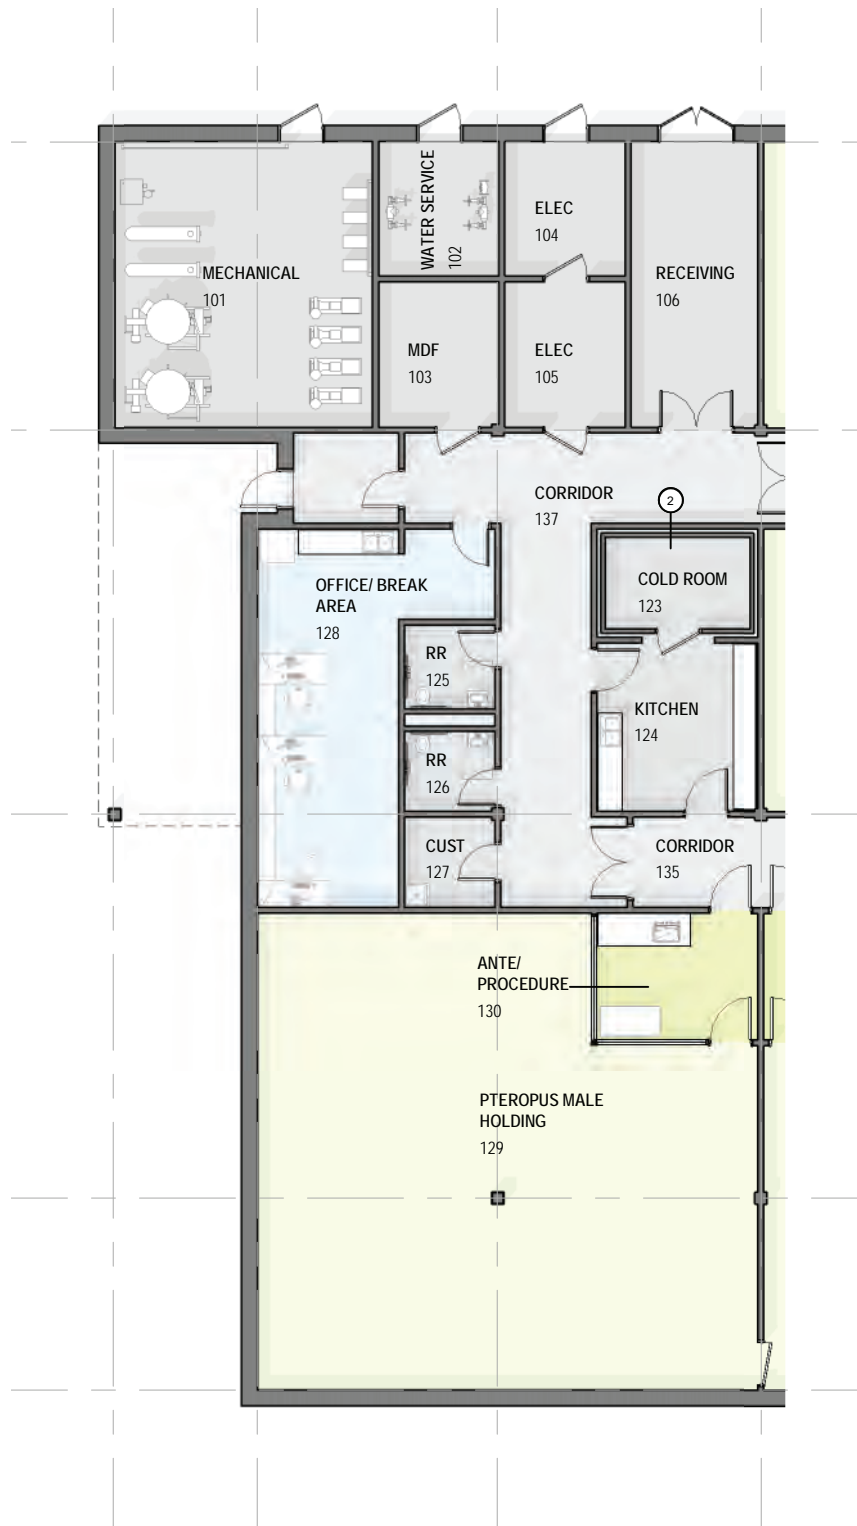 WATER SERVICE
102
ELEC
104
MECHANICAL
101
RECEIVING
106
MDF
103
ELEC
105
CORRIDOR
137
2
COLD ROOM
123
OFFICE/ BREAK
AREA
128
RR
125
KITCHEN
124
RR
126
CUST
127
CORRIDOR
135
ANTE/
PROCEDURE
130
PTEROPUS MALE
HOLDING
129